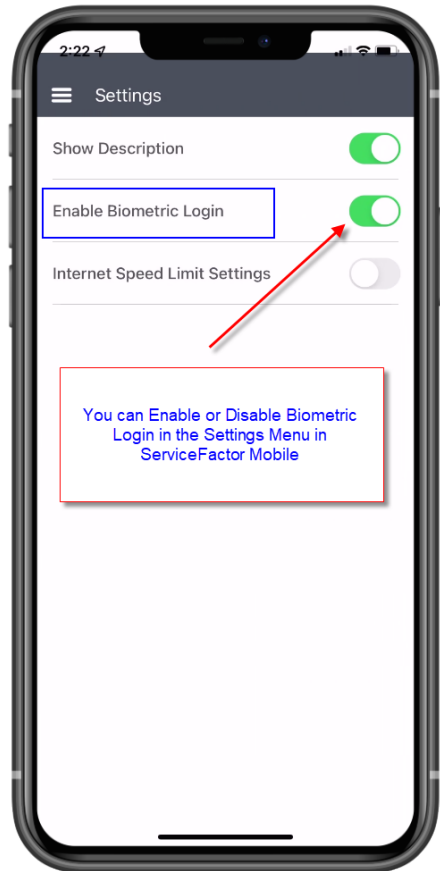 2:22
Settings
Show Description
Enable Biometric Login
Internet Speed Limit Settings
You can Enable or Disable Biometric
Login in the Settings Menu in
ServiceFactor Mobile